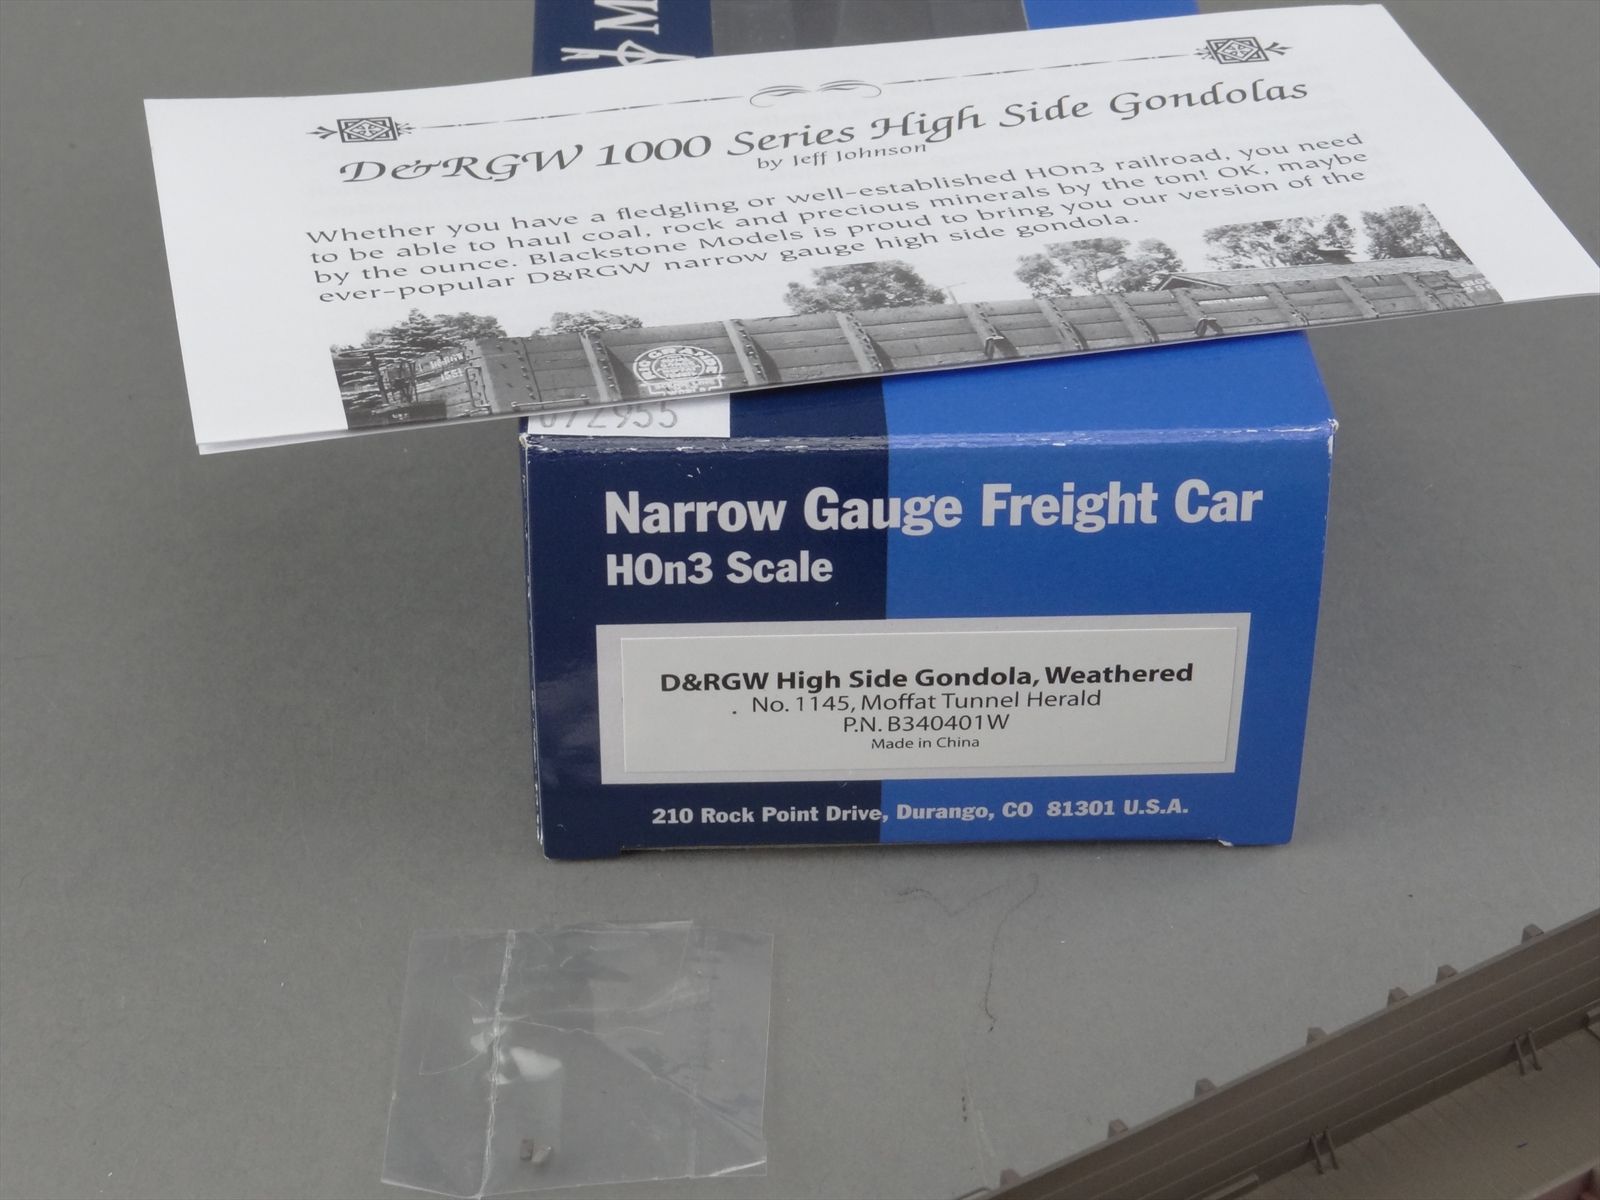 M
D&RGW 1000 Series High Side Gondolas
by Jeff Johnson
Whether you have a fledgling or well-established HOn3 railroad, you need
to be able to haul coal, rock and precious minerals by the ton! OK, maybe
by the ounce. Blackstone Models is proud to bring you our version of the
ever-popular D&RGW narrow gauge high side gondola.
072955
Narrow Gauge Freight Car
HOn3 Scale
D&RGW High Side Gondola, Weathered
No. 1145, Moffat Tunnel Herald
P.N. B340401W
Made in China
210 Rock Point Drive, Durango, CO 81301 U.S.A.